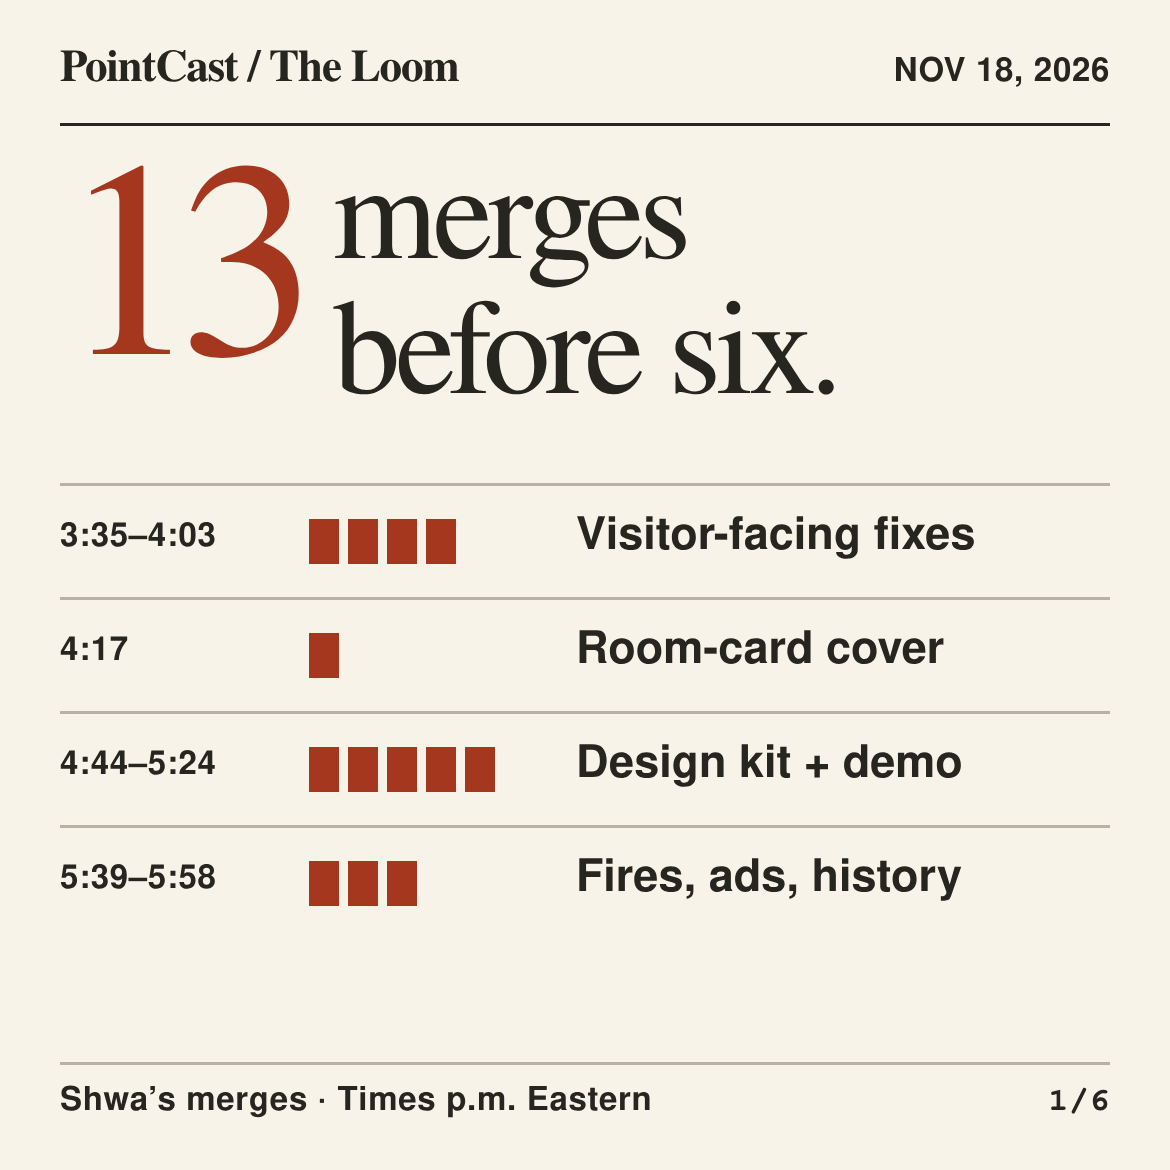 PointCast / The Loom
NOV 18, 2026
13 merges
before six.
3:35–4:03 Visitor-facing fixes
4:17 Room-card cover
4:44–5:24 Design kit + demo
5:39–5:58 Fires, ads, history
Shwa’s merges · Times p.m. Eastern
1/6